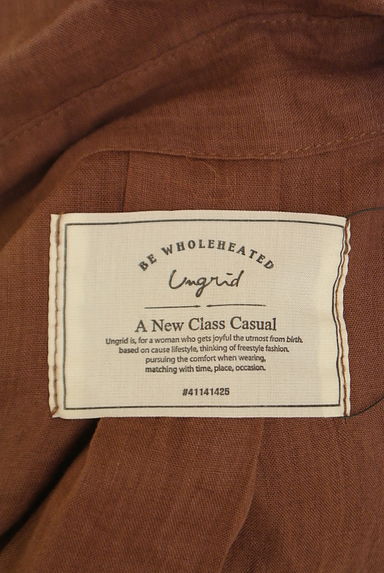 BE WHOLEHEATED
Ungrid
A New Class Casual
Ungrid is, for a woman who gets joyful the utmost from birth.
based on cause lifestyle, thinking of freestyle fashion.
pursuing the comfort when wearing,
matching with time, place, occasion.
#41141425